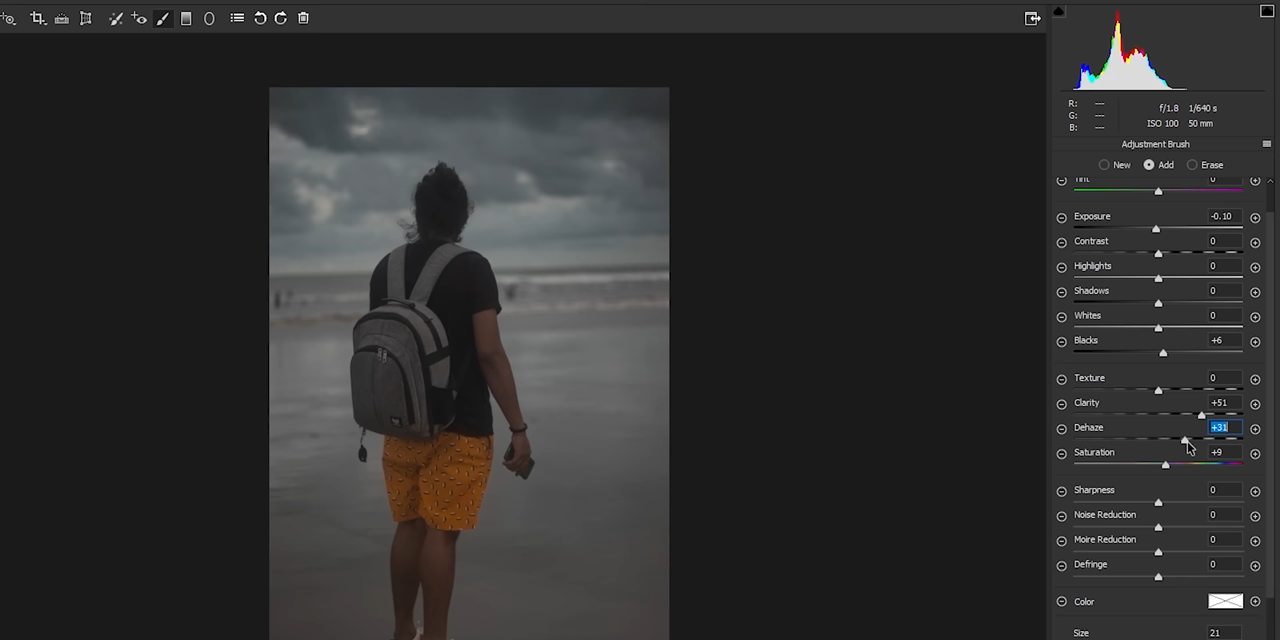 R: ---
G: ---
B: ---
f/1.8 1/640 s
ISO 100 50 mm
Adjustment Brush
New Add Erase
Tint 0
Exposure -0.10
Contrast 0
Highlights 0
Shadows 0
Whites 0
Blacks +6
Texture 0
Clarity +51
Dehaze +31
Saturation +9
Sharpness 0
Noise Reduction 0
Moire Reduction 0
Defringe 0
Color
Size 21